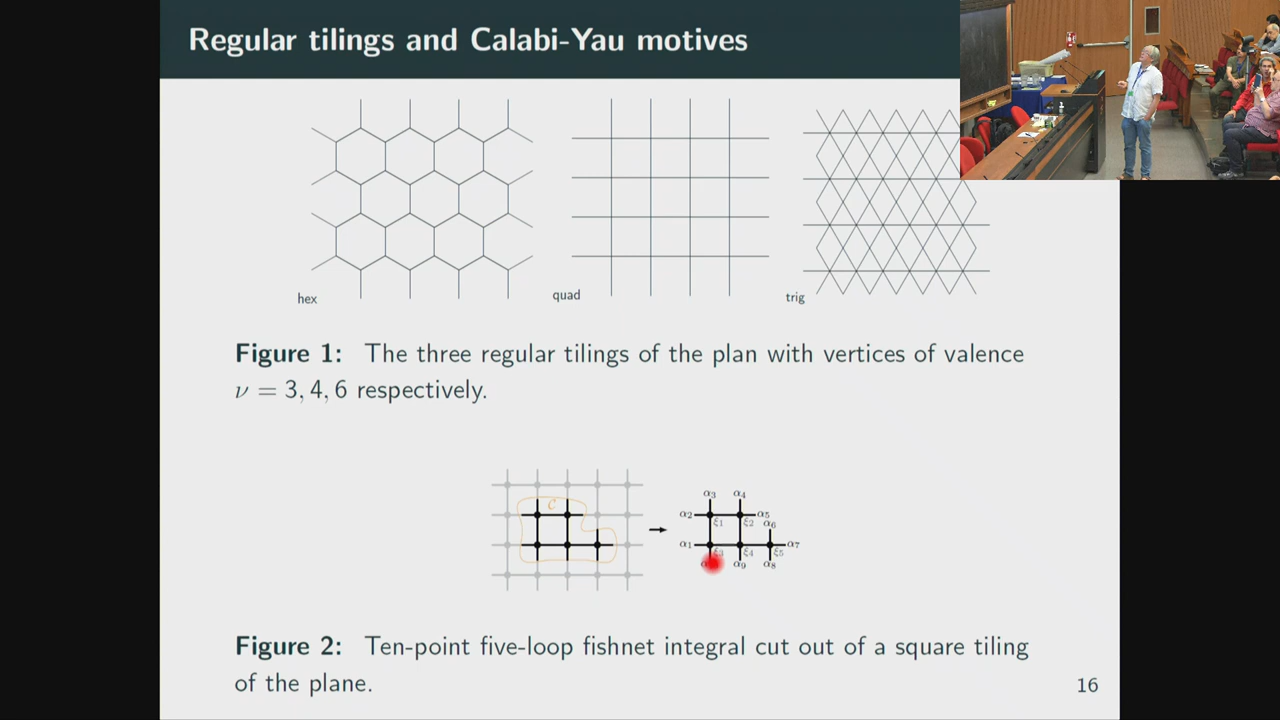 Regular tilings and Calabi-Yau motives
hex
quad
trig
Figure 1: The three regular tilings of the plan with vertices of valence
ν = 3, 4, 6 respectively.
C
α3 α4
α2 α5
ξ1 ξ2 α6
α1 α7
ξ3 ξ4 ξ5
α9 α8
Figure 2: Ten-point five-loop fishnet integral cut out of a square tiling
of the plane.
16